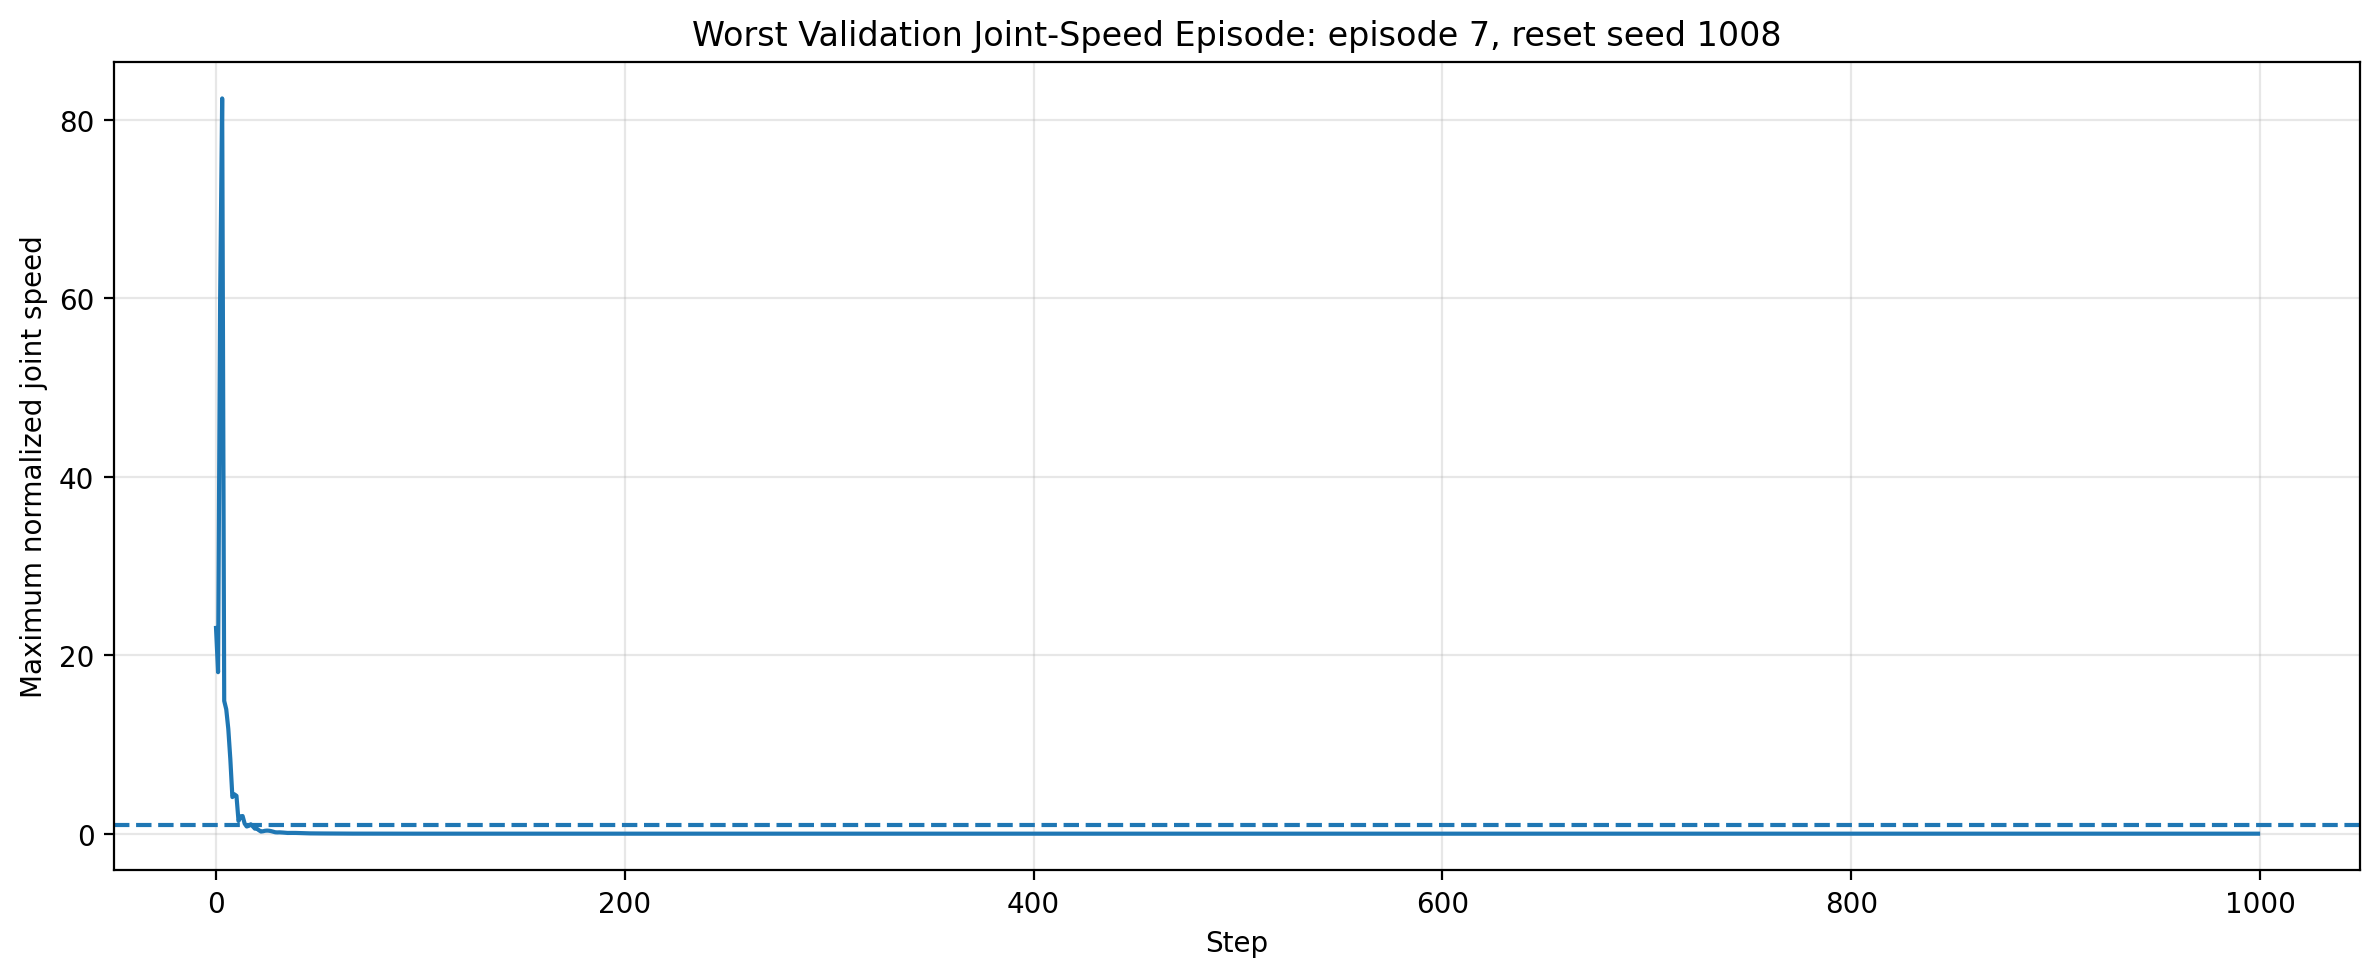 Worst Validation Joint-Speed Episode: episode 7, reset seed 1008
Maximum normalized joint speed
80
60
40
20
0
0 200 400 600 800 1000
Step